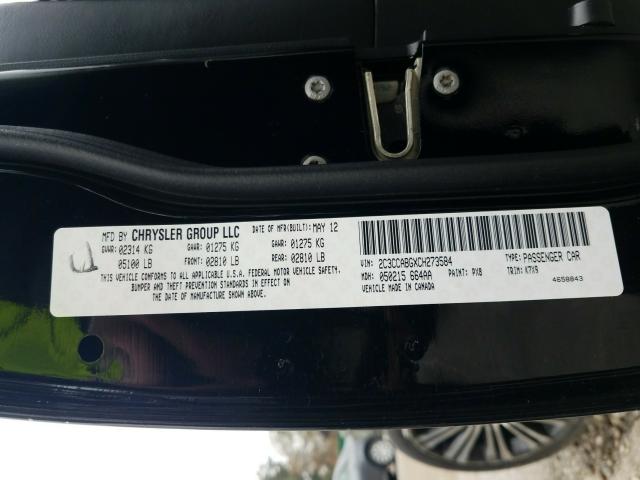 MFD BY CHRYSLER GROUP LLC DATE OF MFR(BUILT): MAY 12
GVWR: 02314 KG GAWR: 01275 KG GAWR: 01275 KG
05100 LB FRONT: 02810 LB REAR: 02810 LB
THIS VEHICLE CONFORMS TO ALL APPLICABLE U.S.A. FEDERAL MOTOR VEHICLE SAFETY,
BUMPER AND THEFT PREVENTION STANDARDS IN EFFECT ON
THE DATE OF MANUFACTURE SHOWN ABOVE.
VIN: 2C3CCABGXCH273584 TYPE: PASSENGER CAR
MDH: 050215 664AA PAINT: PX8 TRIM: K7X9
VEHICLE MADE IN CANADA 4658843